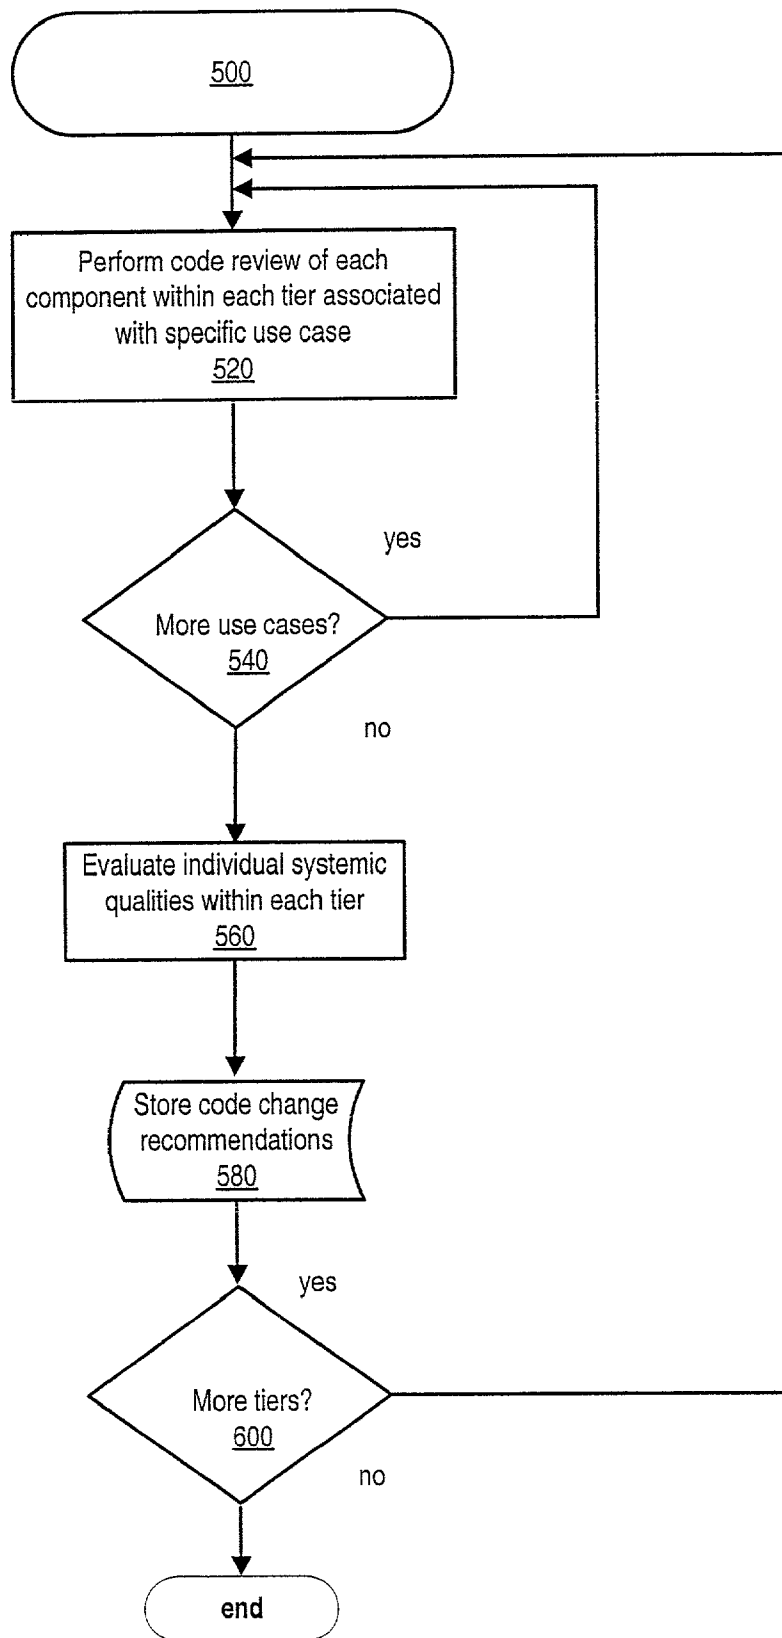 500
Perform code review of each
component within each tier associated
with specific use case
520
yes
More use cases?
540
no
Evaluate individual systemic
qualities within each tier
560
Store code change
recommendations
580
yes
More tiers?
600
no
end